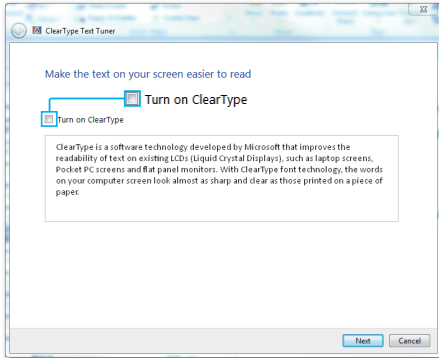 ClearType Text Tuner
Make the text on your screen easier to read
Turn on ClearType
Turn on ClearType
ClearType is a software technology developed by Microsoft that improves the
readability of text on existing LCDs (Liquid Crystal Displays), such as laptop screens,
Pocket PC screens and flat panel monitors. With ClearType font technology, the words
on your computer screen look almost as sharp and clear as those printed on a piece of
paper.
Next Cancel